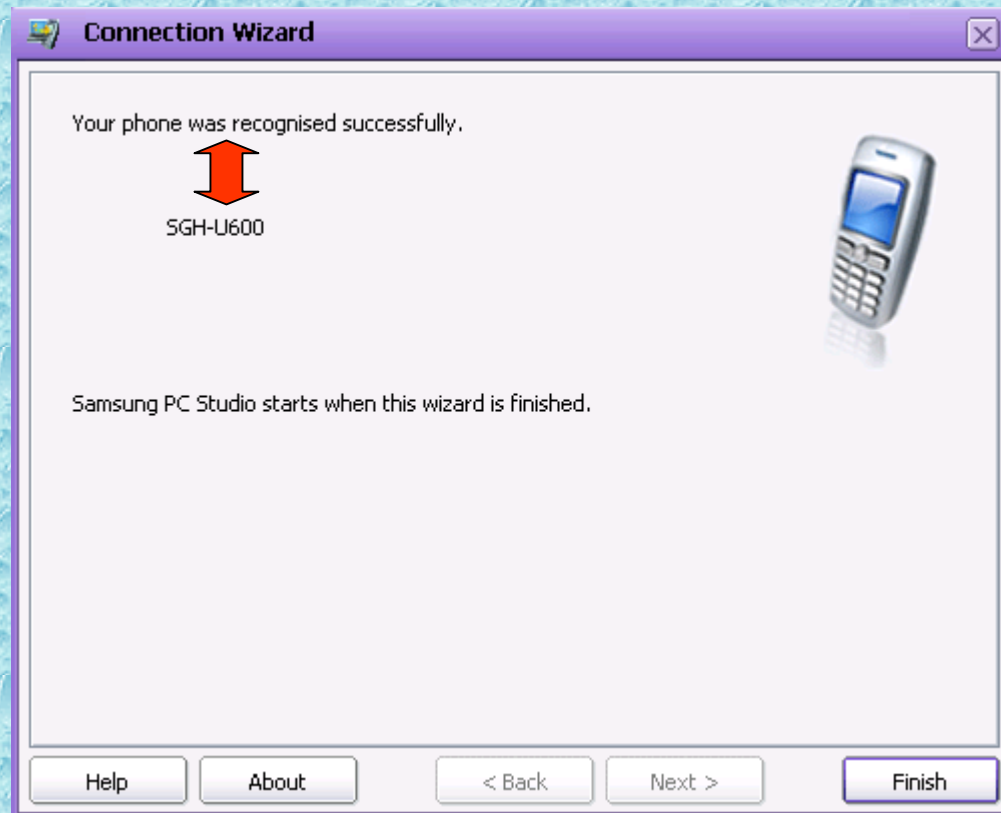 Connection Wizard
Your phone was recognised successfully.
SGH-U600
Samsung PC Studio starts when this wizard is finished.
Help About < Back Next > Finish